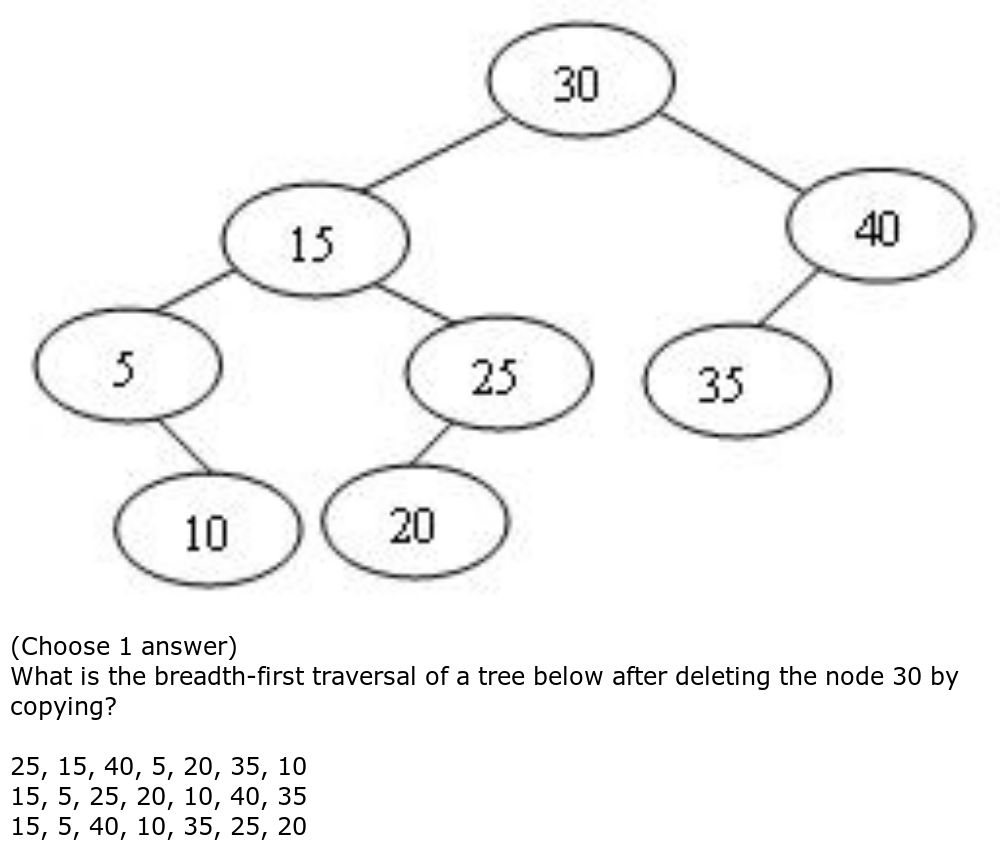 30
15
40
5
25
35
10
20
(Choose 1 answer)
What is the breadth-first traversal of a tree below after deleting the node 30 by
copying?
25, 15, 40, 5, 20, 35, 10
15, 5, 25, 20, 10, 40, 35
15, 5, 40, 10, 35, 25, 20